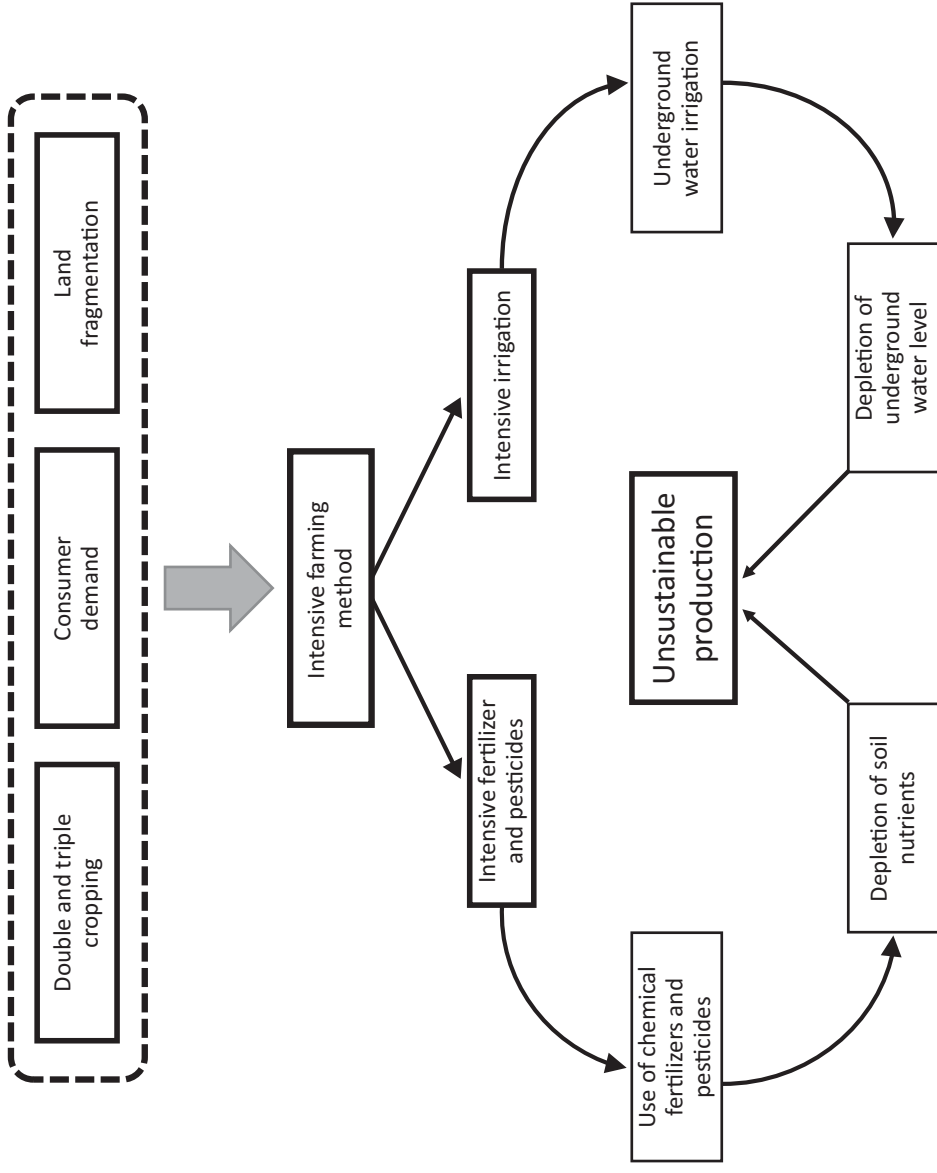 Double and triple
cropping
Consumer
demand
Land
fragmentation
Intensive farming
method
Intensive fertilizer
and pesticides
Intensive irrigation
Use of chemical
fertilizers and
pesticides
Unsustainable
production
Underground
water irrigation
Depletion of soil
nutrients
Depletion of
underground
water level